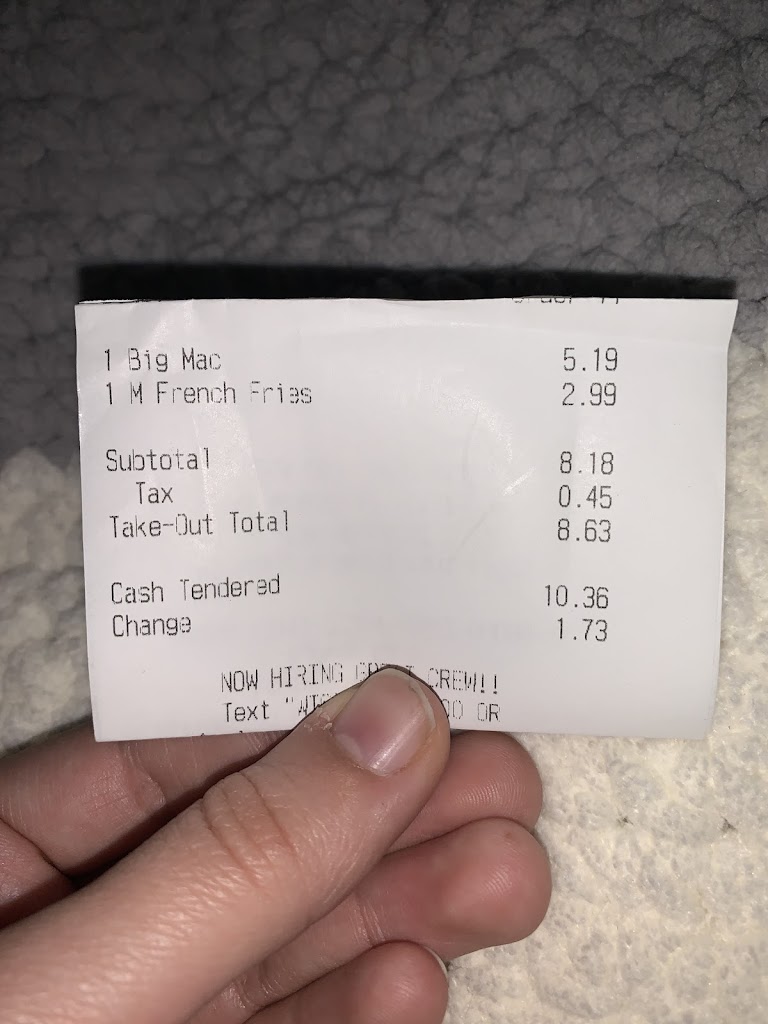 1 Big Mac 5.19
1 M French Fries 2.99
Subtotal 8.18
Tax 0.45
Take-Out Total 8.63
Cash Tendered 10.36
Change 1.73
NOW HIRING CREW!!
Text OR